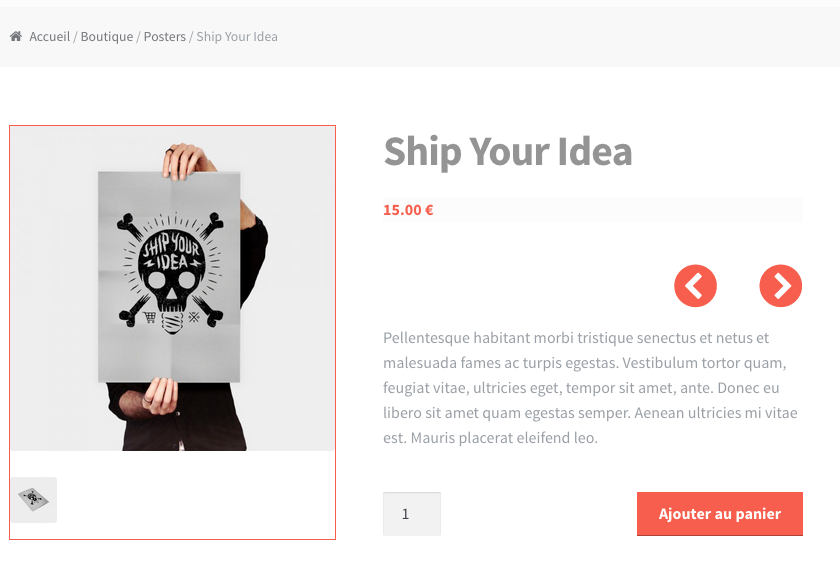 Accueil / Boutique / Posters / Ship Your Idea
SHIP YOUR
IDEA
Ship Your Idea
15.00 €
Pellentesque habitant morbi tristique senectus et netus et
malesuada fames ac turpis egestas. Vestibulum tortor quam,
feugiat vitae, ultricies eget, tempor sit amet, ante. Donec eu
libero sit amet quam egestas semper. Aenean ultricies mi vitae
est. Mauris placerat eleifend leo.
1
Ajouter au panier